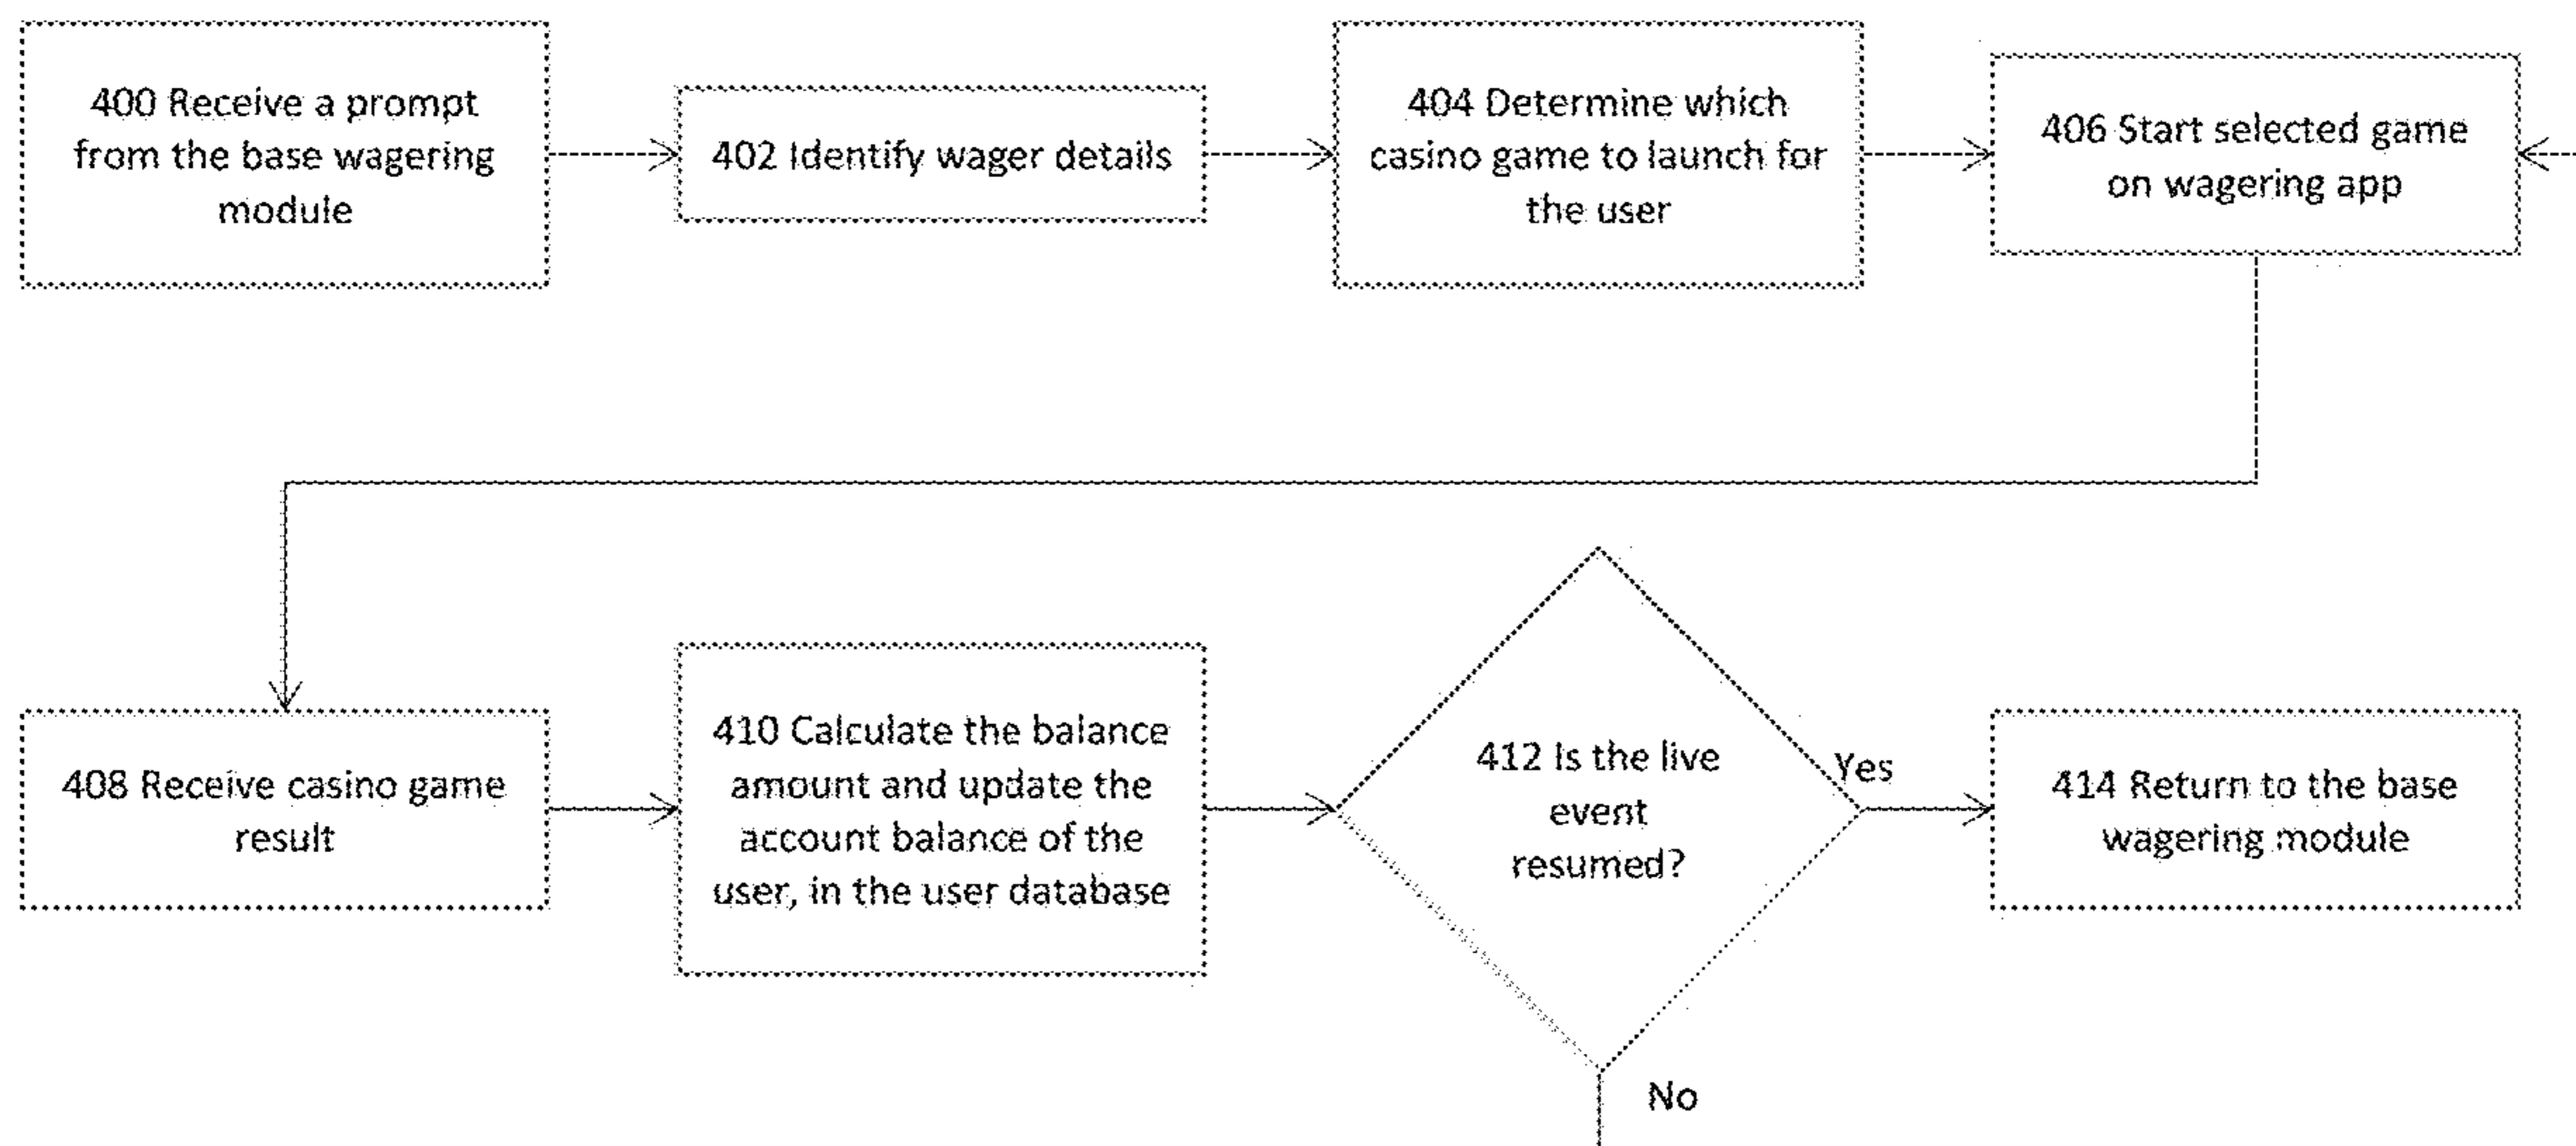 400 Receive a prompt
from the base wagering
module
402 Identify wager details
404 Determine which
casino game to launch for
the user
406 Start selected game
on wagering app
408 Receive casino game
result
410 Calculate the balance
amount and update the
account balance of the
user, in the user database
412 Is the live
event
resumed?
Yes
414 Return to the base
wagering module
No